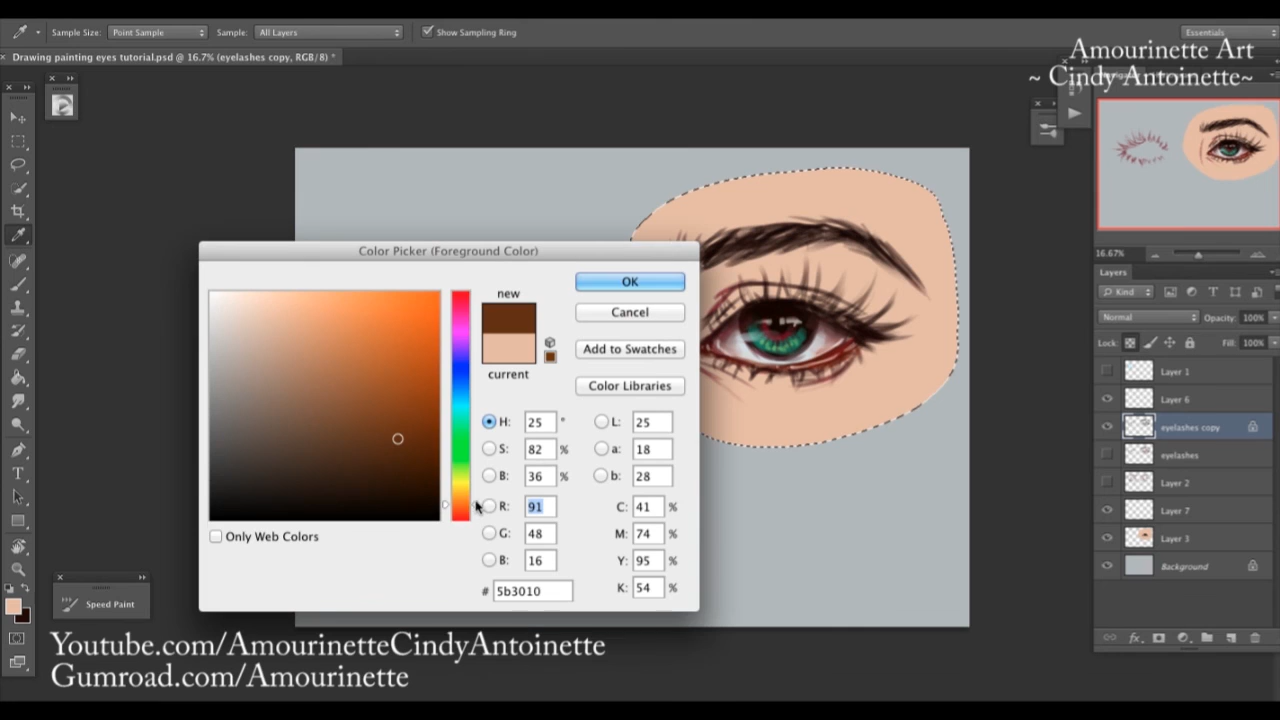 Sample Size: Point Sample Sample: All Layers Show Sampling Ring Essentials
Drawing painting eyes tutorial.psd @ 16.7% (eyelashes copy, RGB/8) *
Amourinette Art
~ Cindy Antoinette~
Color Picker (Foreground Color)
new
current
OK
Cancel
Add to Swatches
Color Libraries
H: 25 ° L: 25
S: 82 % a: 18
B: 36 % b: 28
R: 91 C: 41 %
G: 48 M: 74 %
B: 16 Y: 95 %
# 5b3010 K: 54 %
Only Web Colors
16.67%
Layers
Kind
Normal Opacity: 100%
Lock: Fill: 100%
Layer 1
Layer 6
eyelashes copy
eyelashes
Layer 2
Layer 7
Layer 3
Background
Speed Paint
Youtube.com/AmourinetteCindyAntoinette
Gumroad.com/Amourinette